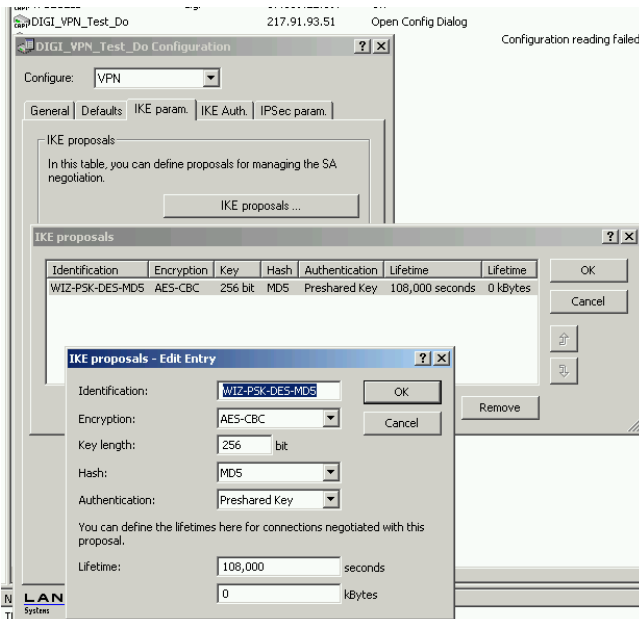 DIGI_VPN_Test_Do 217.91.93.51 Open Config Dialog
Configuration reading failed
DIGI_VPN_Test_Do Configuration
Configure: VPN
General Defaults IKE param. IKE Auth. IPSec param.
IKE proposals
In this table, you can define proposals for managing the SA
negotiation.
IKE proposals ...
IKE proposals
Identification Encryption Key Hash Authentication Lifetime Lifetime
WIZ-PSK-DES-MD5 AES-CBC 256 bit MD5 Preshared Key 108,000 seconds 0 kBytes
OK
Cancel
Remove
IKE proposals - Edit Entry
Identification: WIZ-PSK-DES-MD5 OK
Encryption: AES-CBC Cancel
Key length: 256 bit
Hash: MD5
Authentication: Preshared Key
You can define the lifetimes here for connections negotiated with this
proposal.
Lifetime: 108,000 seconds
0 kBytes
LAN
Systems